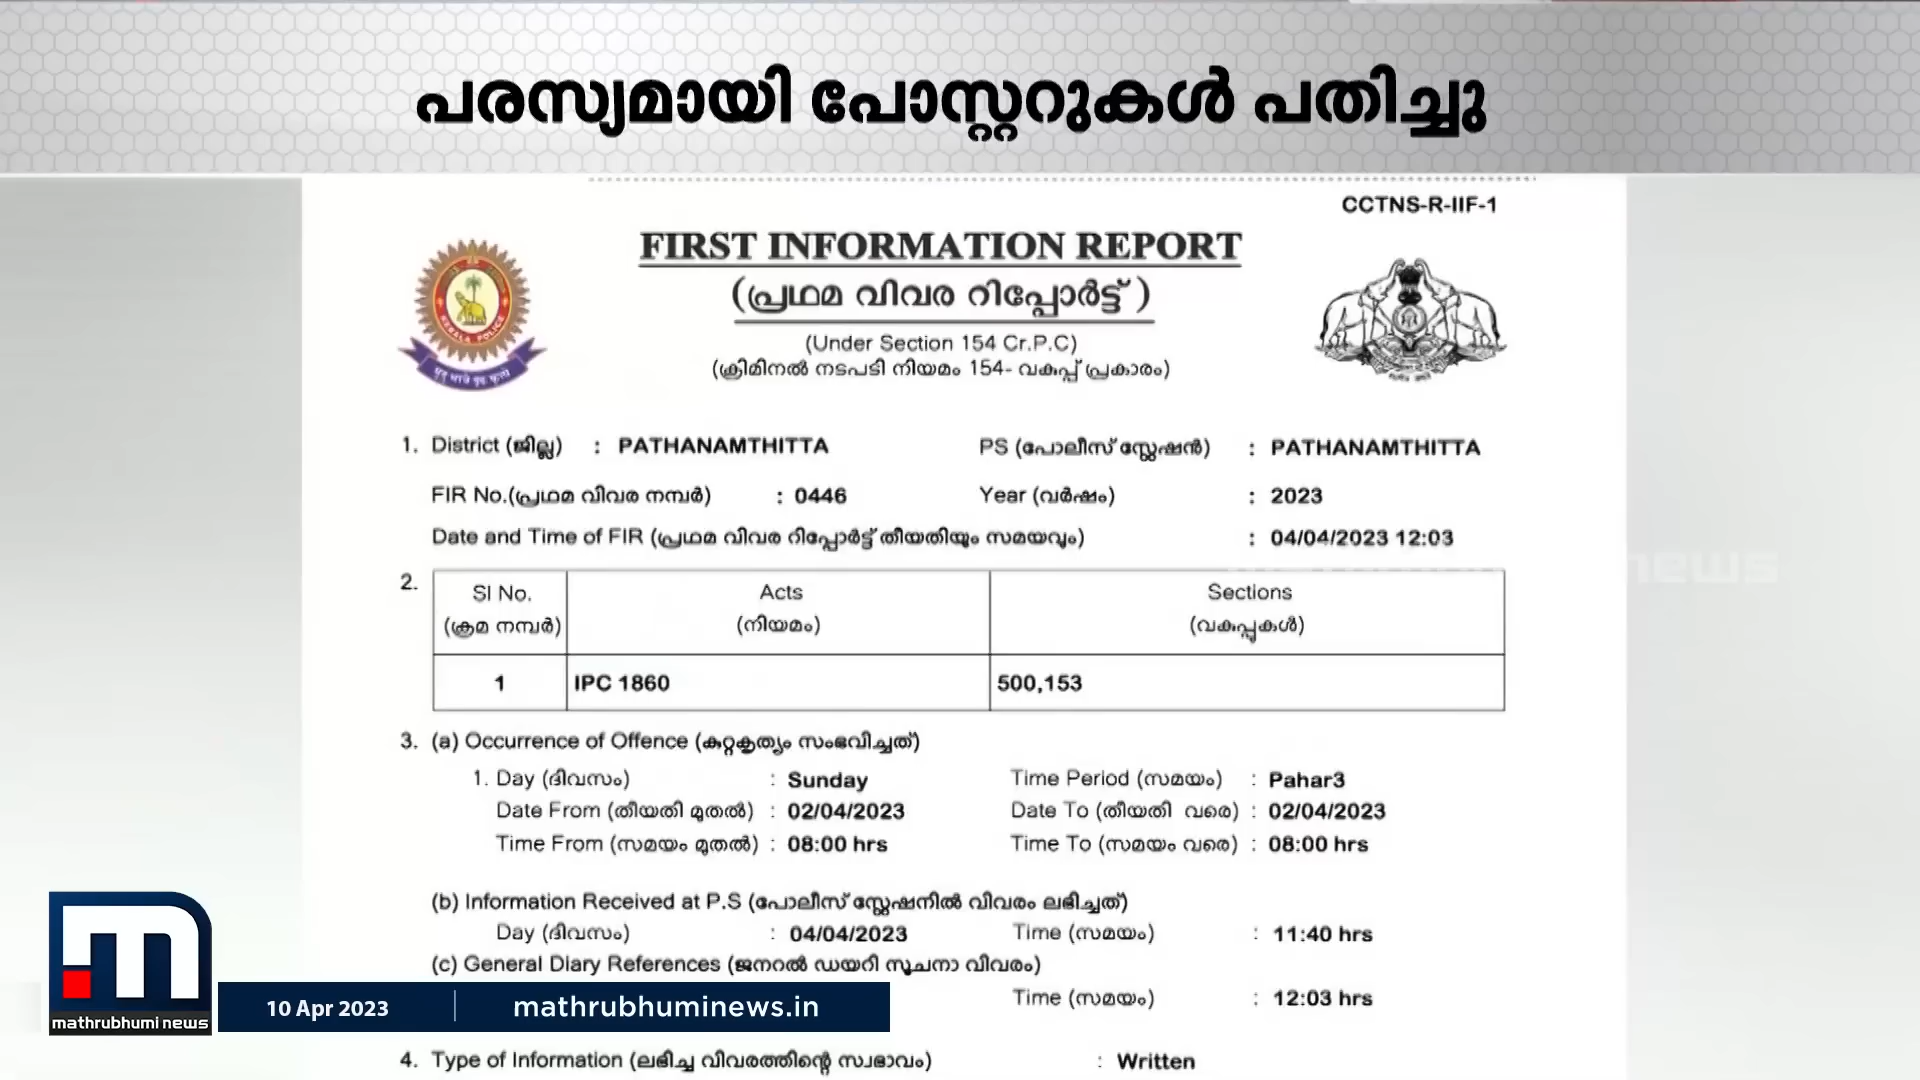 പരസ്യമായി പോസ്റ്ററുകൾ പതിച്ചു
CCTNS-R-IIF-1
FIRST INFORMATION REPORT
(പ്രഥമ വിവര റിപ്പോർട്ട് )
(Under Section 154 Cr.P.C)
(ക്രിമിനൽ നടപടി നിയമം 154- വകുപ്പ് പ്രകാരം)
KERALA POLICE
1. District (ജില്ല) : PATHANAMTHITTA PS (പോലീസ് സ്റ്റേഷൻ) : PATHANAMTHITTA
FIR No.(പ്രഥമ വിവര നമ്പർ) : 0446 Year (വർഷം) : 2023
Date and Time of FIR (പ്രഥമ വിവര റിപ്പോർട്ട് തീയതിയും സമയവും) : 04/04/2023 12:03
2. Sl No. Acts Sections
(ക്രമ നമ്പർ) (നിയമം) (വകുപ്പുകൾ)
1 IPC 1860 500,153
3. (a) Occurrence of Offence (കുറ്റകൃത്യം സംഭവിച്ചത്)
1. Day (ദിവസം) : Sunday Time Period (സമയം) : Pahar3
Date From (തീയതി മുതൽ) : 02/04/2023 Date To (തീയതി വരെ) : 02/04/2023
Time From (സമയം മുതൽ) : 08:00 hrs Time To (സമയം വരെ) : 08:00 hrs
(b) Information Received at P.S (പോലീസ് സ്റ്റേഷനിൽ വിവരം ലഭിച്ചത്)
Day (ദിവസം) : 04/04/2023 Time (സമയം) : 11:40 hrs
(c) General Diary References (ജനറൽ ഡയറി സൂചനാ വിവരം)
Time (സമയം) : 12:03 hrs
4. Type of Information (ലഭിച്ച വിവരത്തിന്റെ സ്വഭാവം) : Written
news
mathrubhumi news
10 Apr 2023 mathrubhuminews.in